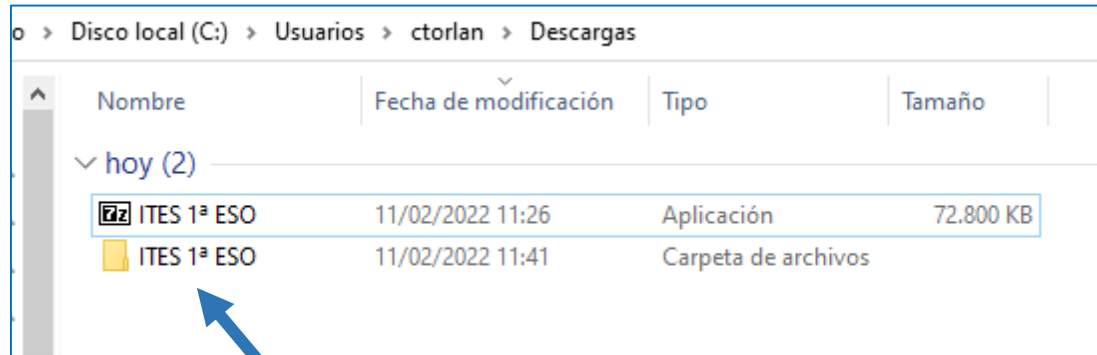 o > Disco local (C:) > Usuarios > ctorlan > Descargas
Nombre Fecha de modificación Tipo Tamaño
hoy (2)
7z ITES 1ª ESO 11/02/2022 11:26 Aplicación 72.800 KB
ITES 1ª ESO 11/02/2022 11:41 Carpeta de archivos